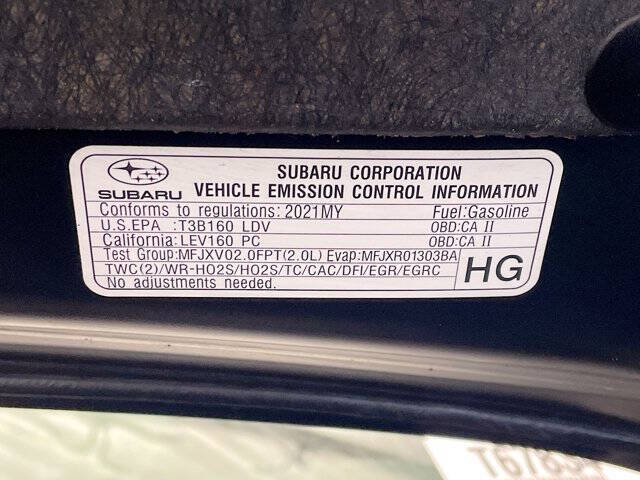 SUBARU
SUBARU CORPORATION
VEHICLE EMISSION CONTROL INFORMATION
Conforms to regulations: 2021MY Fuel:Gasoline
U.S.EPA :T3B160 LDV OBD:CA II
California:LEV160 PC OBD:CA II
Test Group:MFJXV02.0FPT(2.0L) Evap:MFJXR01303BA
TWC(2)/WR-HO2S/HO2S/TC/CAC/DFI/EGR/EGRC
No adjustments needed.
HG